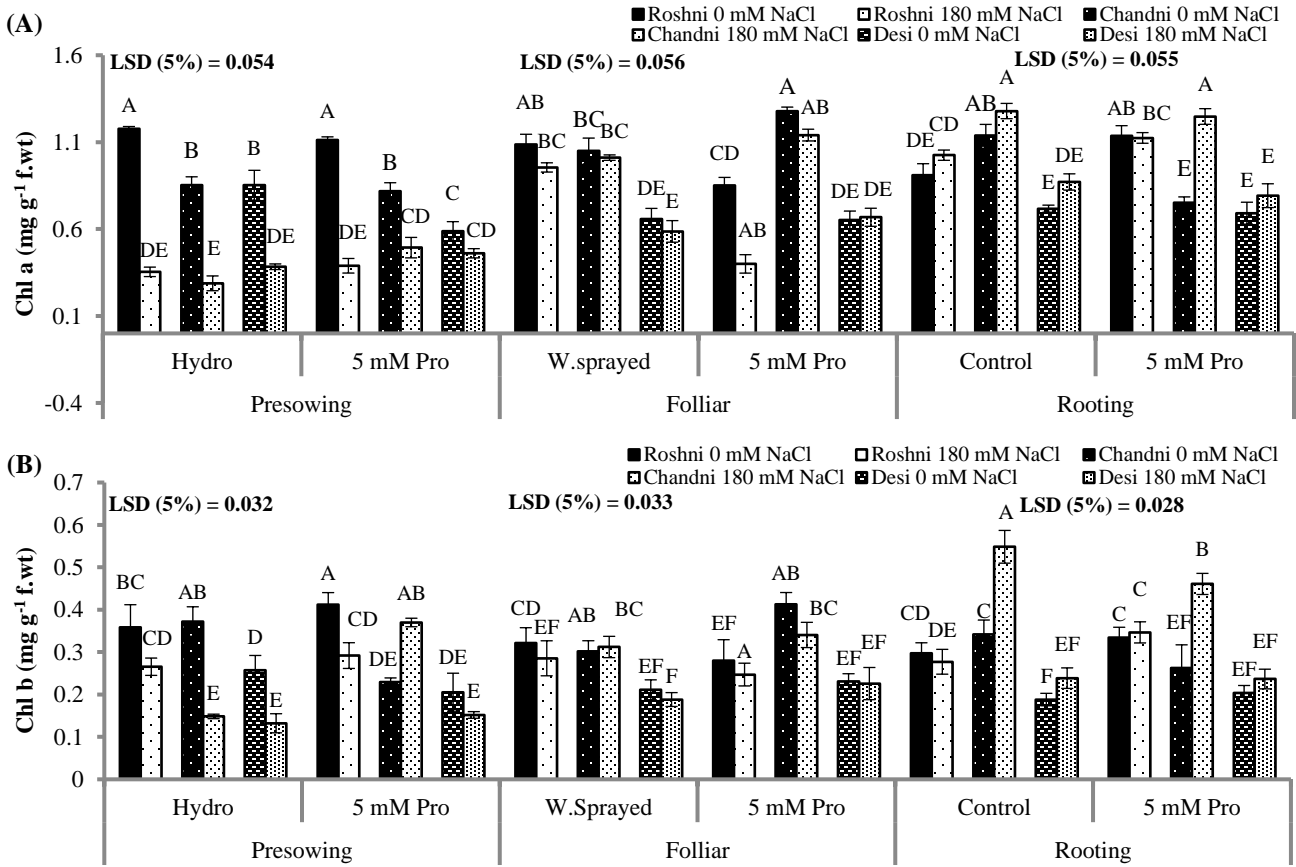 (A)
Roshni 0 mM NaCl Roshni 180 mM NaCl Chandni 0 mM NaCl
Chandni 180 mM NaCl Desi 0 mM NaCl Desi 180 mM NaCl
LSD (5%) = 0.054 LSD (5%) = 0.056 LSD (5%) = 0.055
Chl a (mg g⁻¹ f.wt)
1.6
1.1
0.6
0.1
-0.4
A DE B E B DE A DE B CD C CD AB BC BC BC DE E CD AB A AB DE DE DE CD AB A E DE AB BC E A E E
Hydro 5 mM Pro W.sprayed 5 mM Pro Control 5 mM Pro
Presowing Folliar Rooting
(B)
Roshni 0 mM NaCl Roshni 180 mM NaCl Chandni 0 mM NaCl
Chandni 180 mM NaCl Desi 0 mM NaCl Desi 180 mM NaCl
LSD (5%) = 0.032 LSD (5%) = 0.033 LSD (5%) = 0.028
Chl b (mg g⁻¹ f.wt)
0.7
0.6
0.5
0.4
0.3
0.2
0.1
0
BC CD AB E D E A CD DE AB DE E CD EF AB BC EF F EF A AB BC EF EF CD DE C A F EF C C EF B EF EF
Hydro 5 mM Pro W.Sprayed 5 mM Pro Control 5 mM Pro
Presowing Folliar Rooting